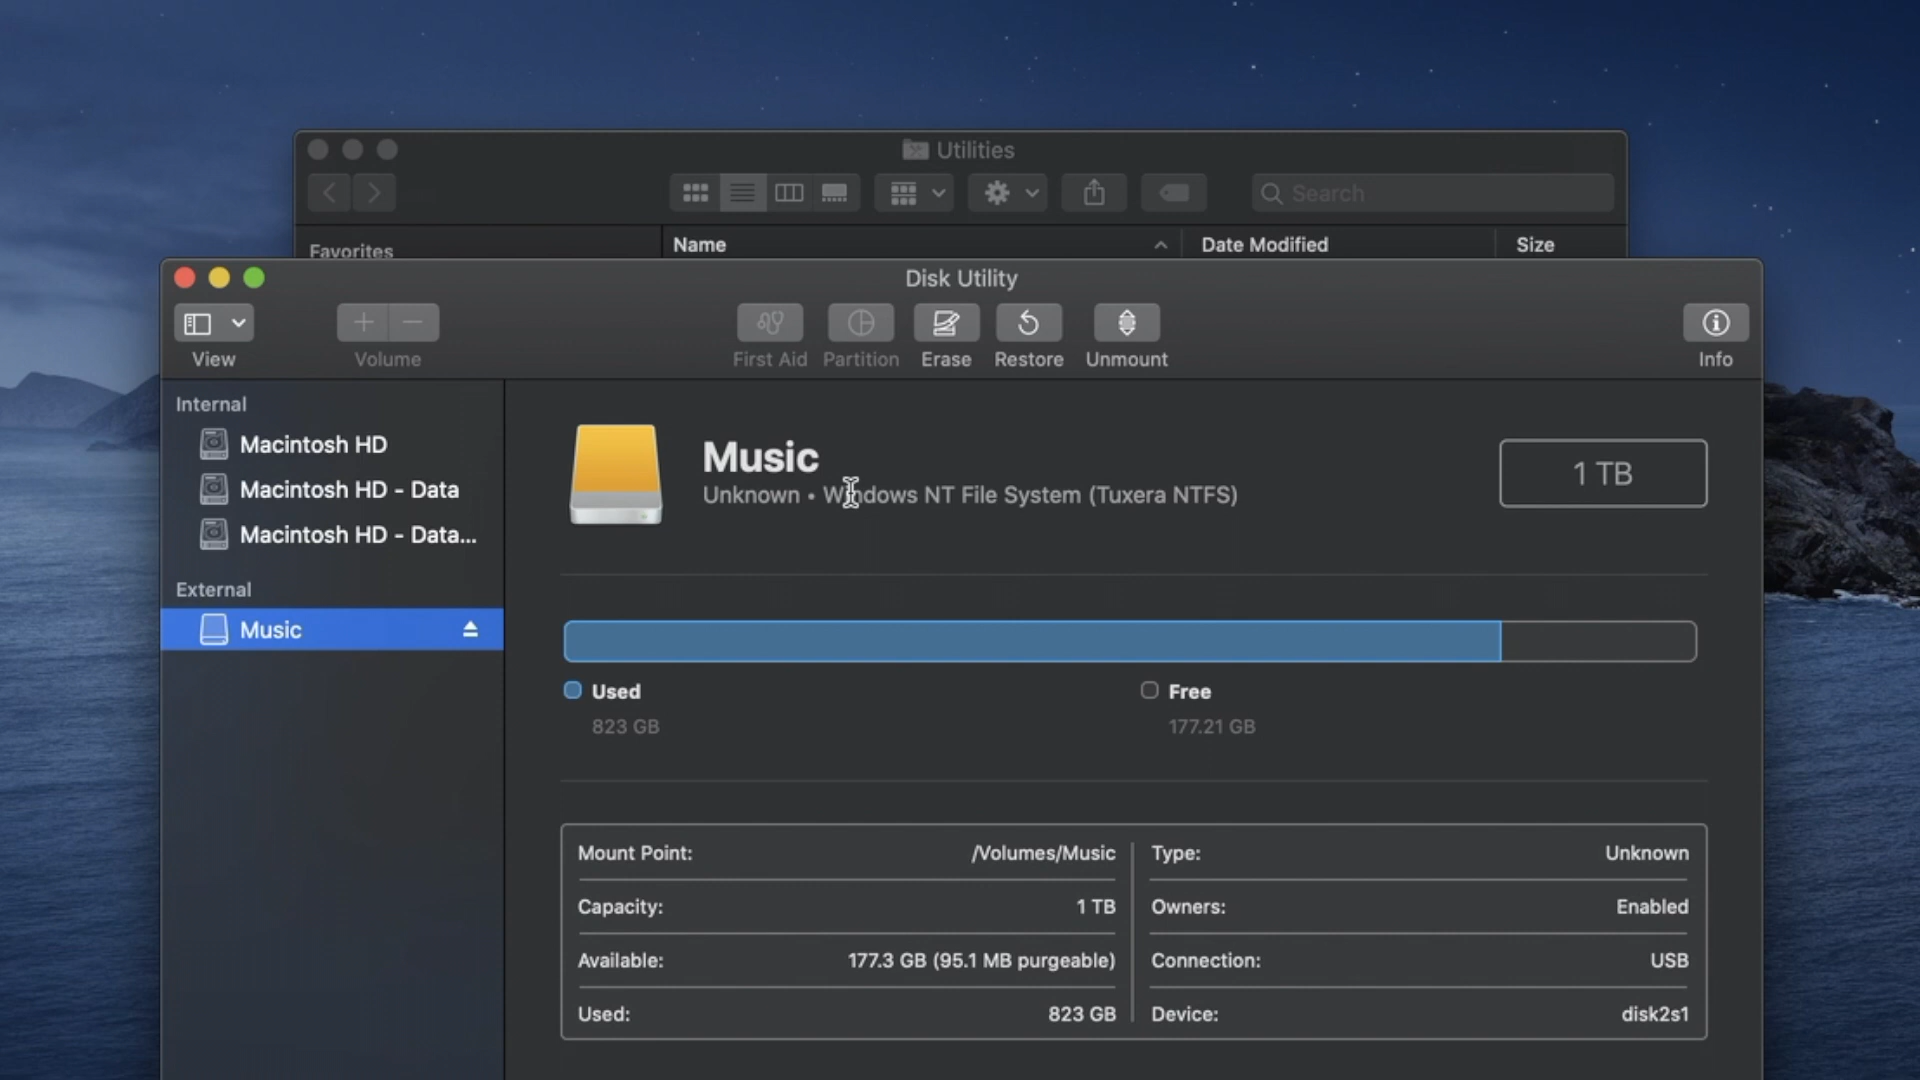 Utilities
Search
Favorites
Name
Date Modified
Size
Disk Utility
View
Volume
First Aid
Partition
Erase
Restore
Unmount
Info
Internal
Macintosh HD
Macintosh HD - Data
Macintosh HD - Data...
External
Music
Music
Unknown • Windows NT File System (Tuxera NTFS)
1 TB
Used
823 GB
Free
177.21 GB
Mount Point: /Volumes/Music
Type: Unknown
Capacity: 1 TB
Owners: Enabled
Available: 177.3 GB (95.1 MB purgeable)
Connection: USB
Used: 823 GB
Device: disk2s1